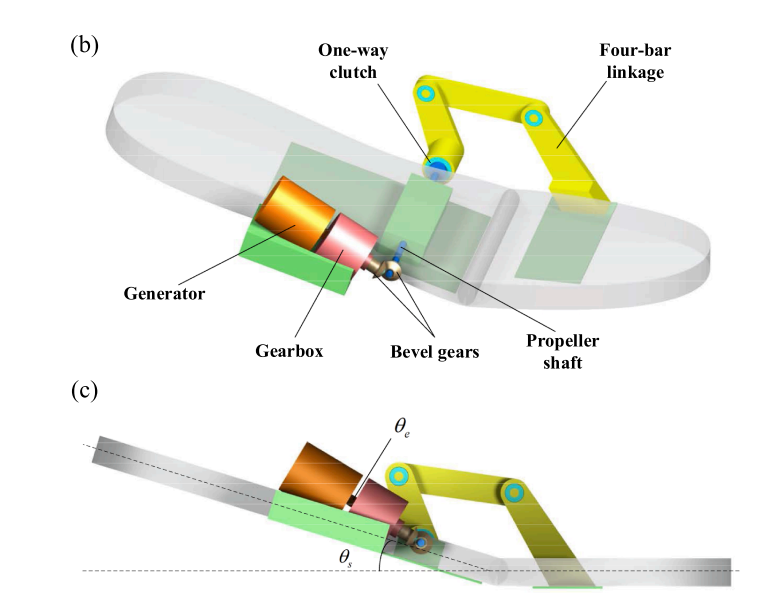 (b)
One-way
clutch
Four-bar
linkage
Generator
Gearbox
Bevel gears
Propeller
shaft
(c)
θe
θs